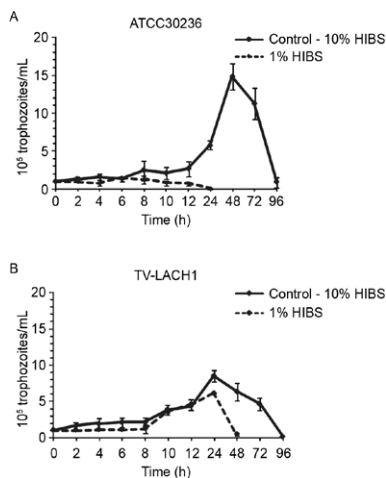 A
ATCC30236
Control - 10% HIBS
1% HIBS
10⁵ trophozoites/mL
20
15
10
5
0
0 2 4 6 8 10 12 24 48 72 96
Time (h)
B
TV-LACH1
Control - 10% HIBS
1% HIBS
10⁵ trophozoites/mL
20
15
10
5
0
0 2 4 6 8 10 12 24 48 72 96
Time (h)